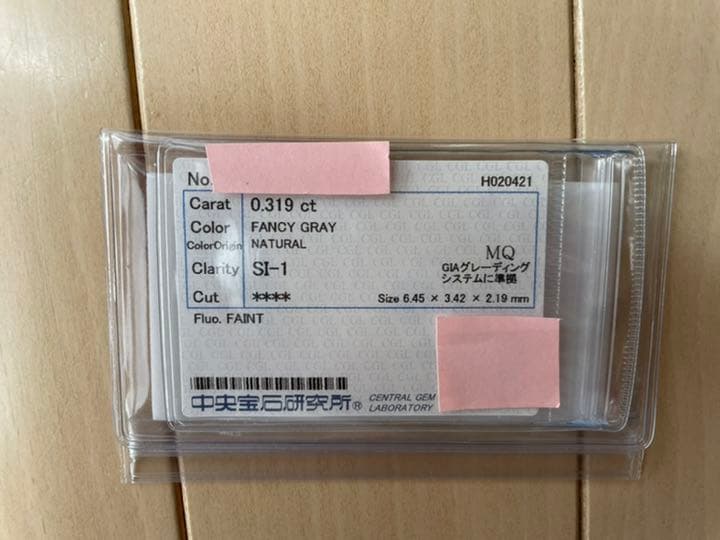 No.
H020421
Carat 0.319 ct
Color FANCY GRAY
ColorOrigin NATURAL
Clarity SI-1
MQ
GIAグレーディング
システムに準拠
Cut ****
Size 6.45 × 3.42 × 2.19 mm
Fluo. FAINT
中央宝石研究所® CENTRAL GEM
LABORATORY